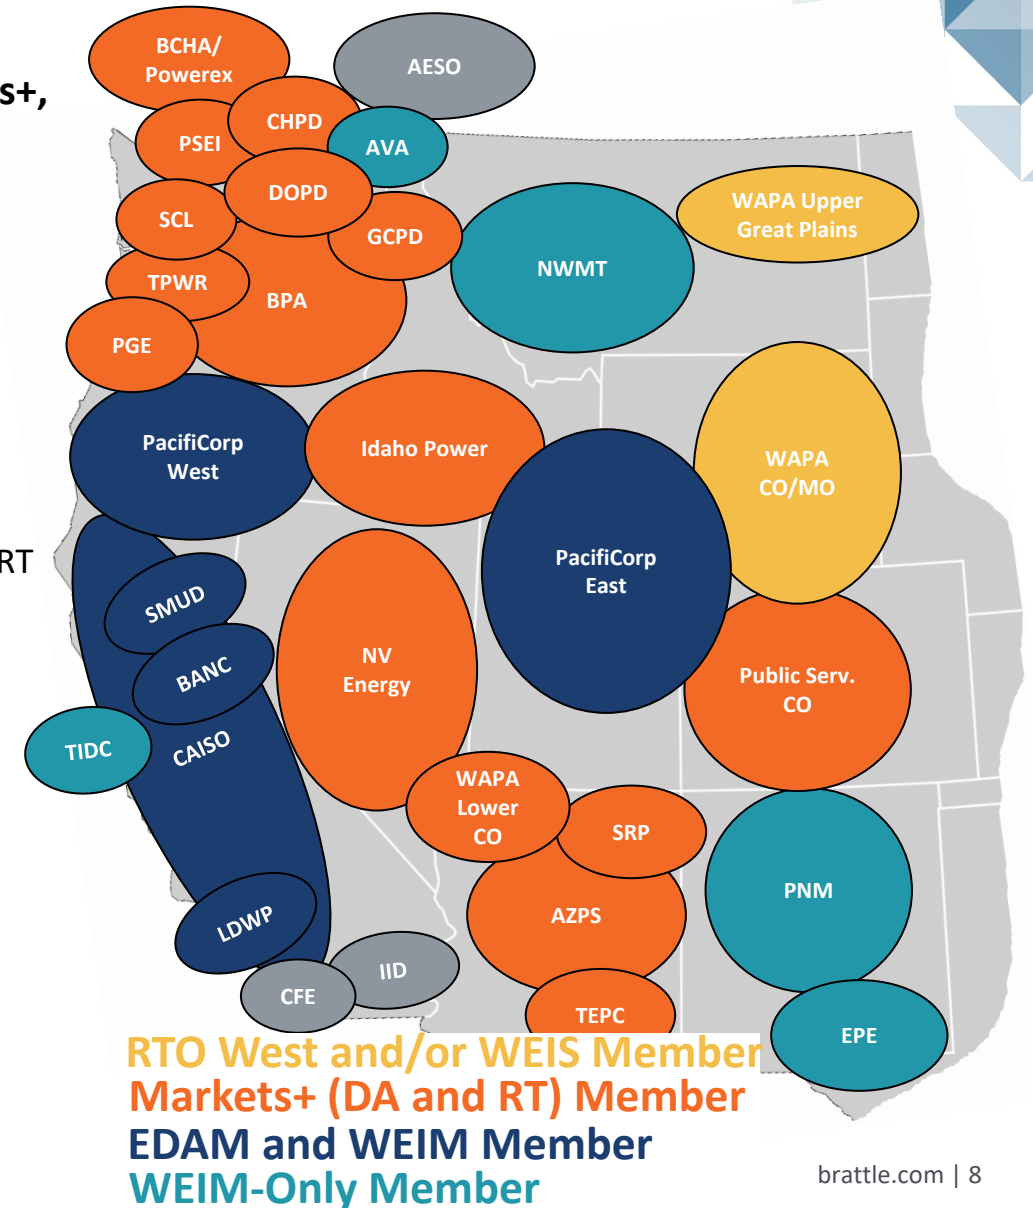 s+,
RT
BCHA/
Powerex
AESO
PSEI
CHPD
AVA
DOPD
SCL
GCPD
WAPA Upper
Great Plains
TPWR
BPA
NWMT
PGE
PacifiCorp
West
Idaho Power
WAPA
CO/MO
PacifiCorp
East
SMUD
BANC
NV
Energy
Public Serv.
CO
TIDC
CAISO
WAPA
Lower
CO
SRP
PNM
AZPS
LDWP
IID
CFE
TEPC
EPE
RTO West and/or WEIS Member
Markets+ (DA and RT) Member
EDAM and WEIM Member
WEIM-Only Member
brattle.com | 8